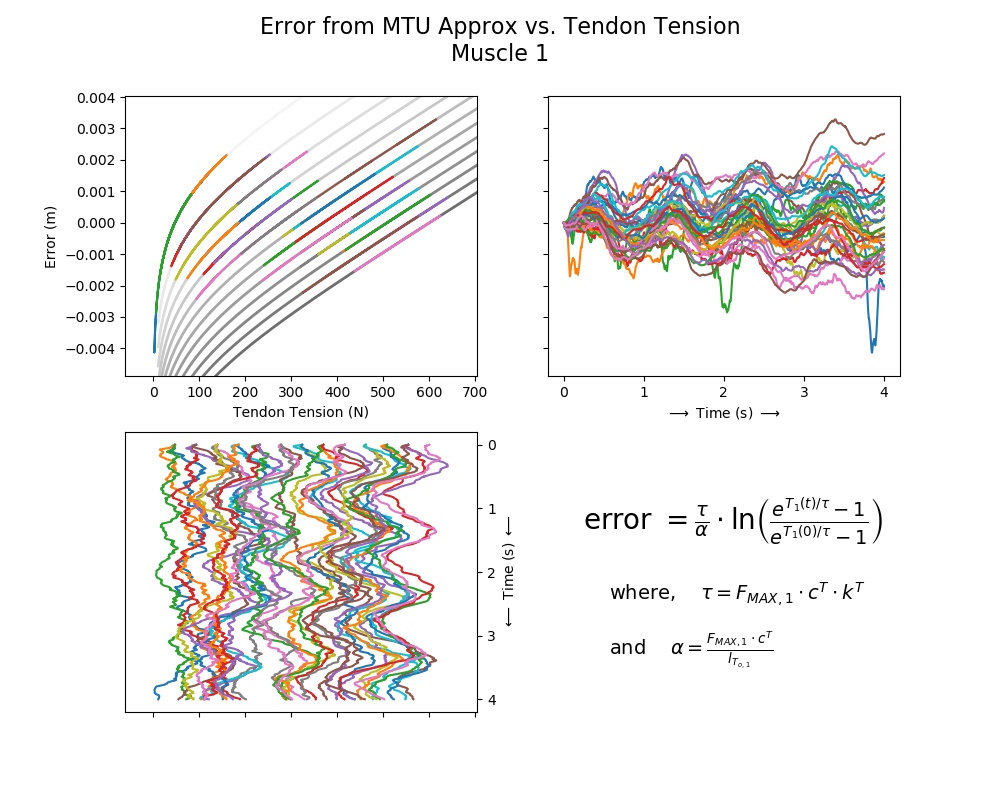 Error from MTU Approx vs. Tendon Tension
Muscle 1
0.004
0.003
0.002
0.001
0.000
−0.001
−0.002
−0.003
−0.004
Error (m)
0 100 200 300 400 500 600 700
Tendon Tension (N)
0 1 2 3 4
⟶ Time (s) ⟶
0
1
2
3
4
⟵ Time (s) ⟵
error = τ/α · ln((e^{T₁(t)/τ} − 1)/(e^{T₁(0)/τ} − 1))
where, τ = F_{MAX, 1} · c^T · k^T
and α = (F_{MAX, 1} · c^T)/(l_{T_{o, 1}})